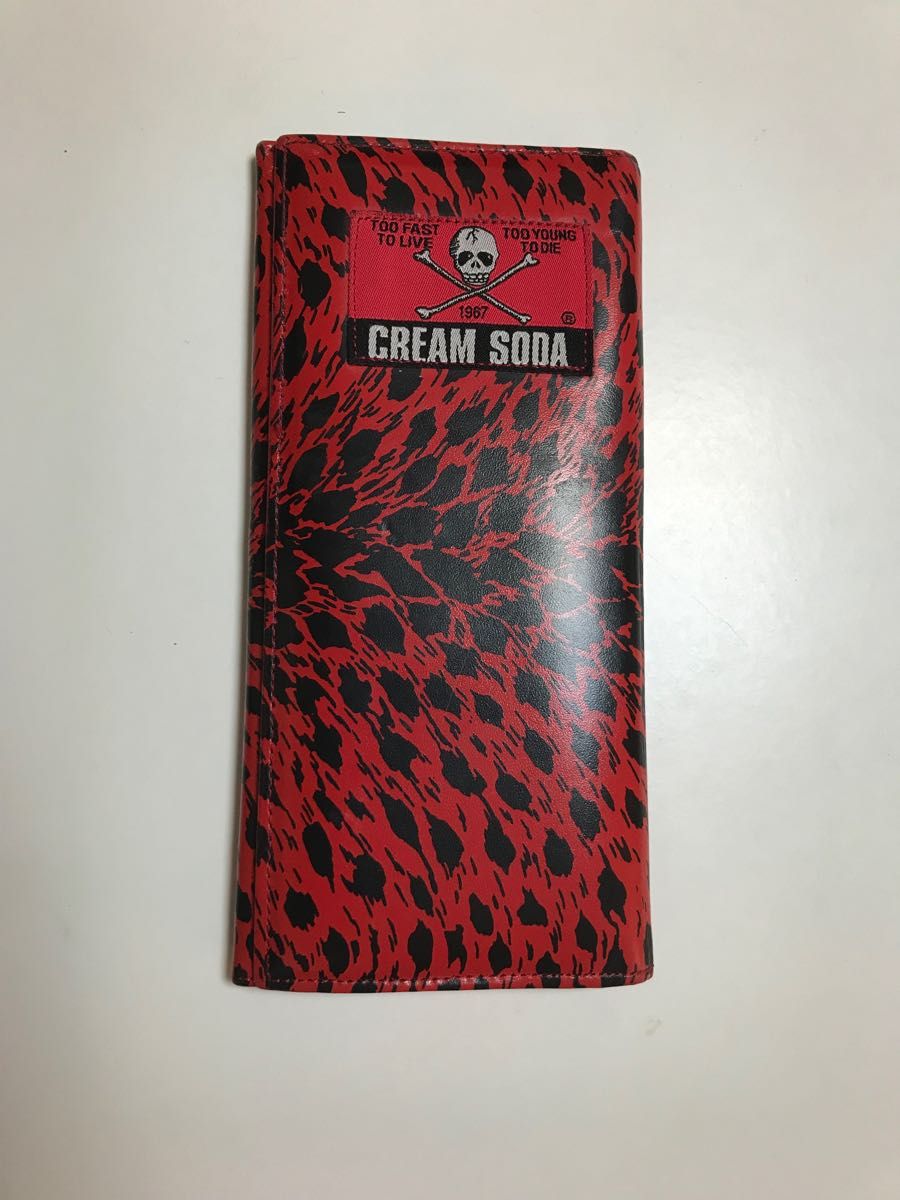 TOO FAST
TO LIVE
TOO YOUNG
TO DIE
1967
®
CREAM SODA